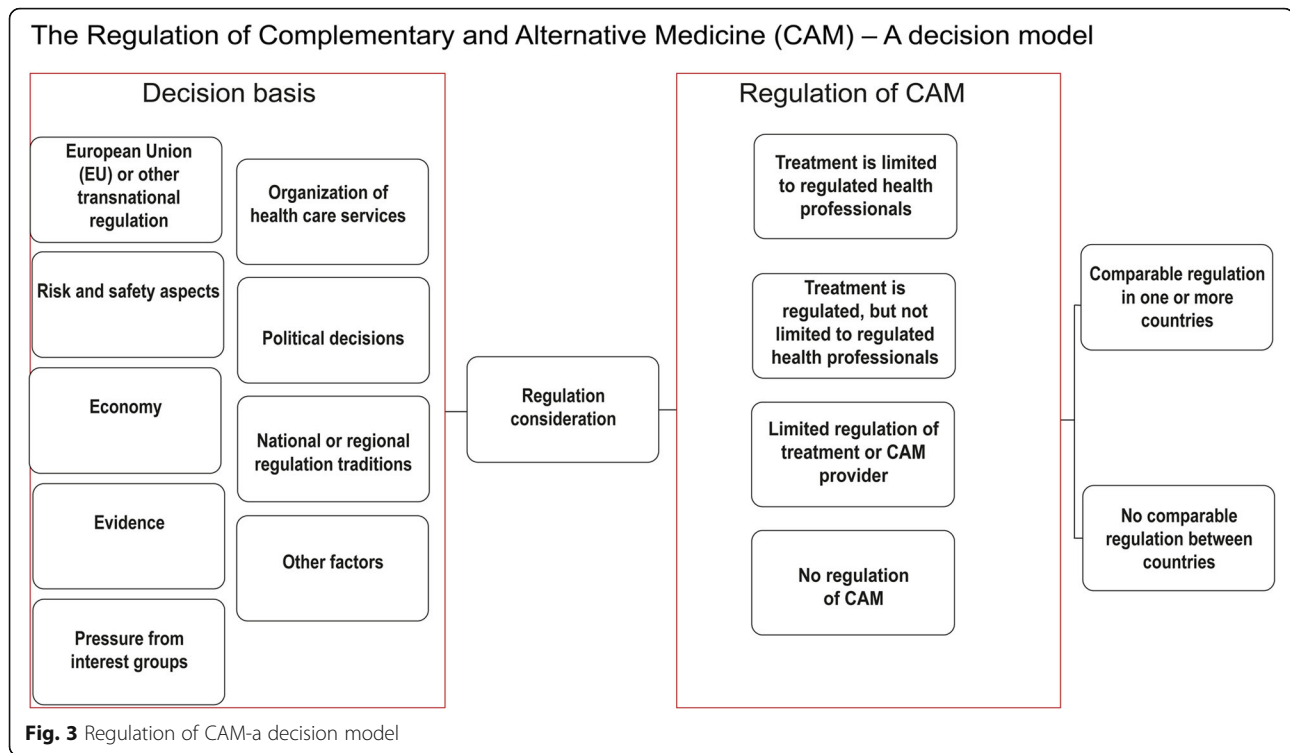 The Regulation of Complementary and Alternative Medicine (CAM) – A decision model
Decision basis
European Union
(EU) or other
transnational
regulation
Risk and safety aspects
Economy
Evidence
Pressure from
interest groups
Organization of
health care services
Political decisions
National or regional
regulation traditions
Other factors
Regulation
consideration
Regulation of CAM
Treatment is limited
to regulated health
professionals
Treatment is
regulated, but not
limited to regulated
health professionals
Limited regulation of
treatment or CAM
provider
No regulation
of CAM
Comparable regulation
in one or more
countries
No comparable
regulation between
countries
Fig. 3 Regulation of CAM-a decision model